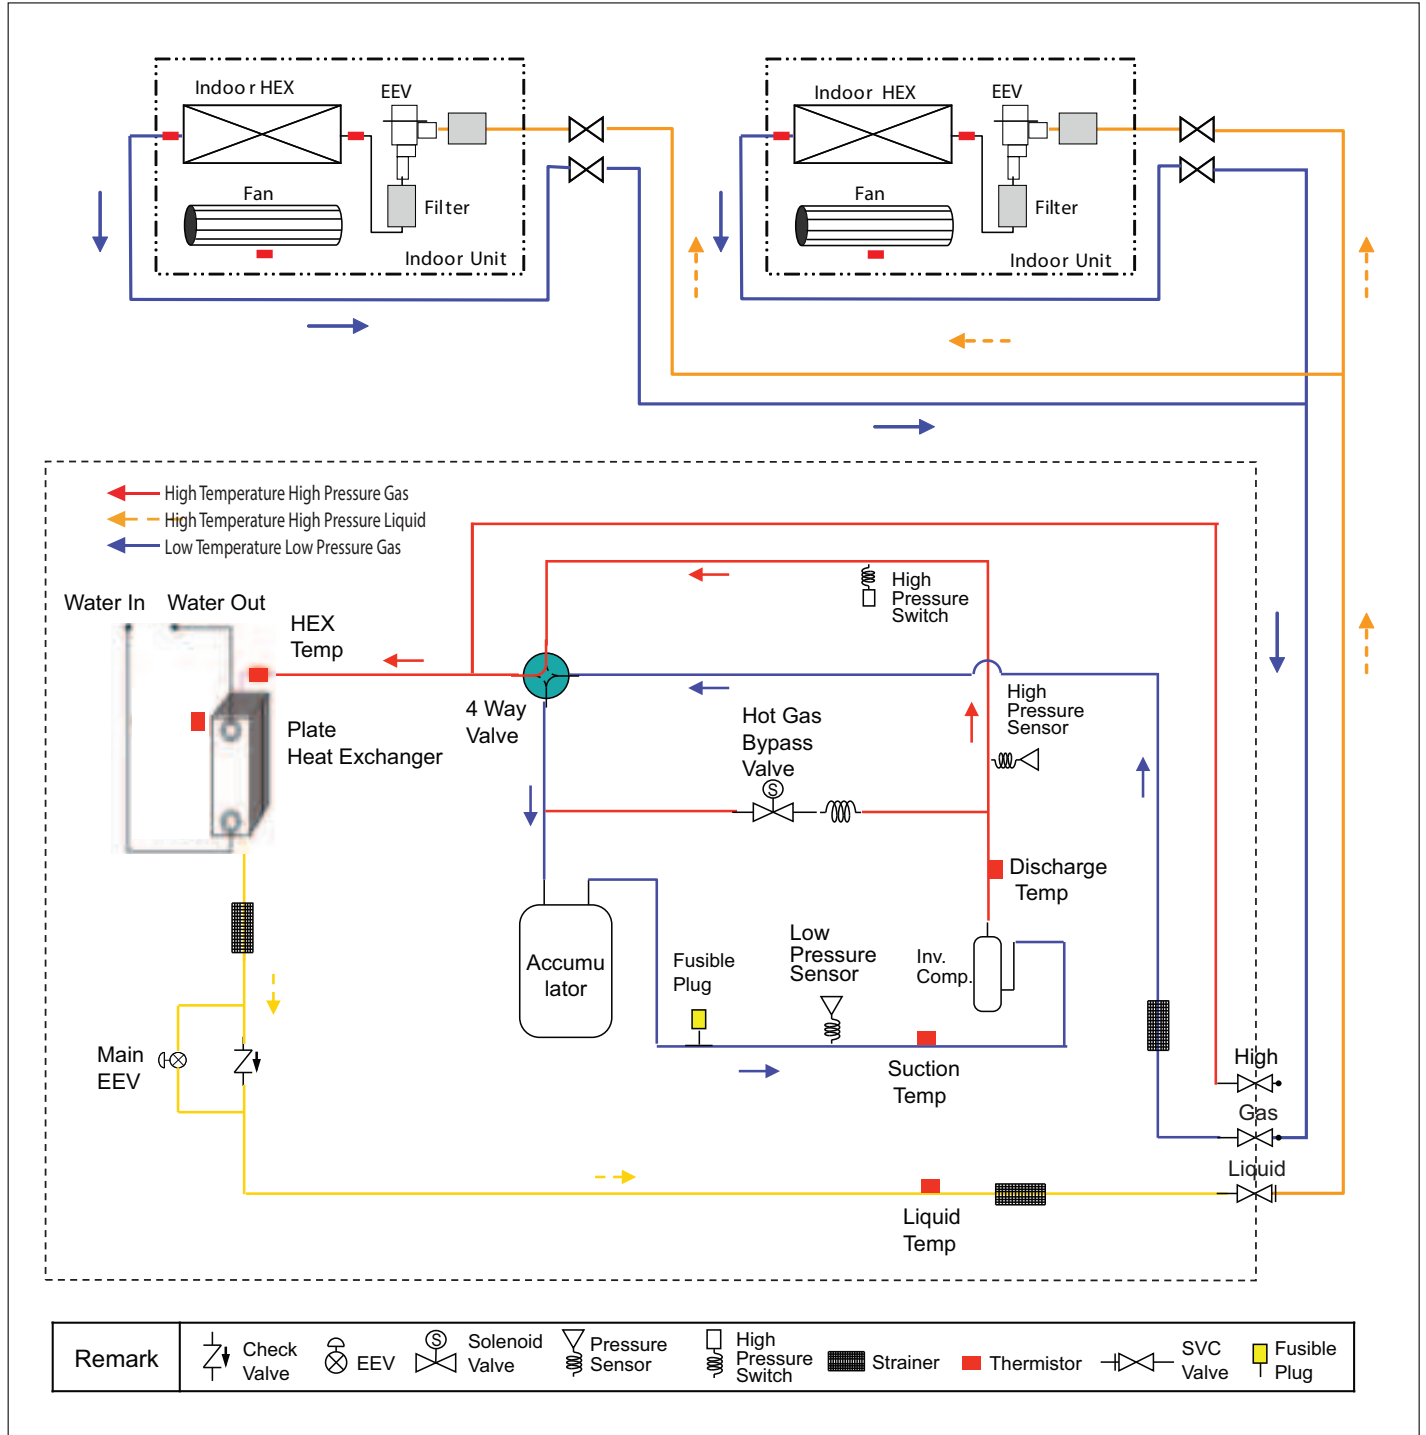 Indoor HEX
EEV
Fan
Filter
Indoor Unit
Indoor HEX
EEV
Fan
Filter
Indoor Unit
High Temperature High Pressure Gas
High Temperature High Pressure Liquid
Low Temperature Low Pressure Gas
Water In
Water Out
HEX
Temp
Plate
Heat Exchanger
4 Way
Valve
High
Pressure
Switch
High
Pressure
Sensor
Hot Gas
Bypass
Valve
S
Discharge
Temp
Accumu
lator
Fusible
Plug
Low
Pressure
Sensor
Inv.
Comp.
Suction
Temp
Main
EEV
High
Gas
Liquid
Liquid
Temp
Remark
Check
Valve
EEV
S
Solenoid
Valve
Pressure
Sensor
High
Pressure
Switch
Strainer
Thermistor
SVC
Valve
Fusible
Plug